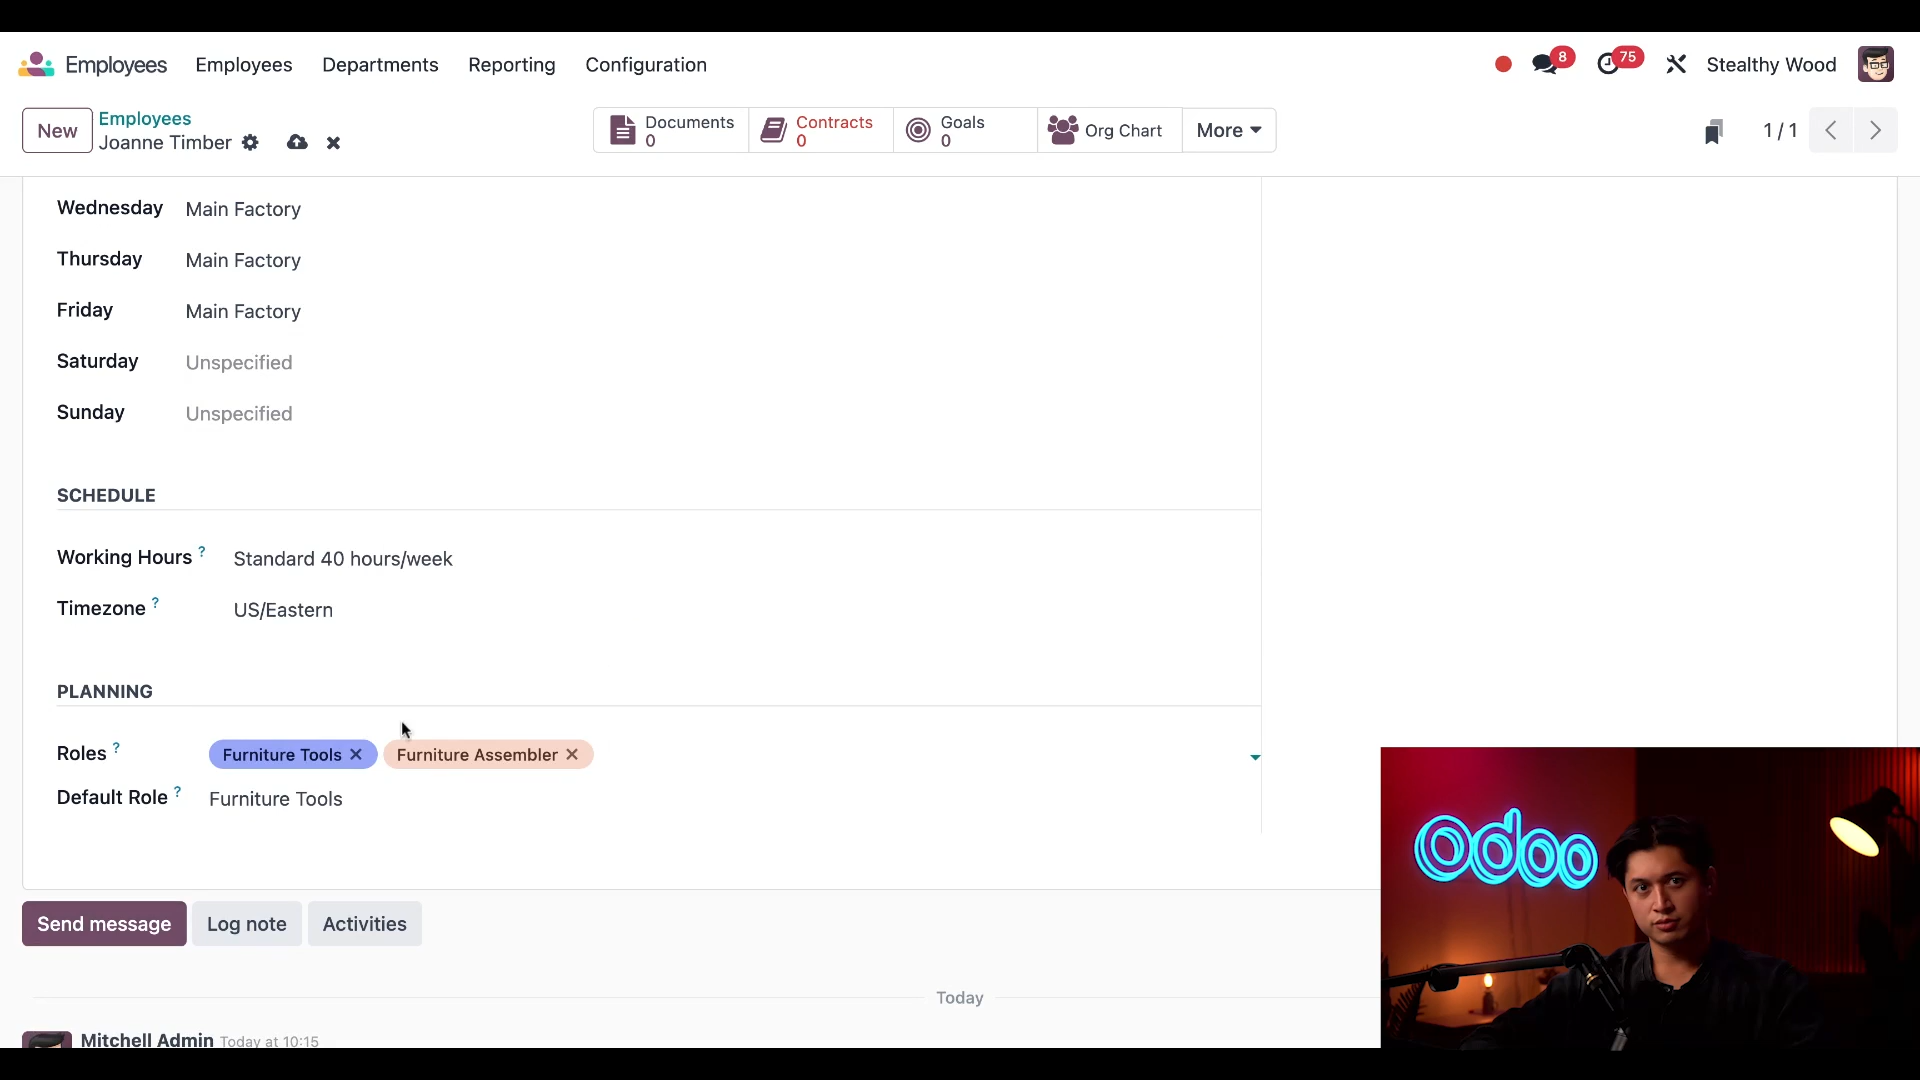 Employees Employees Departments Reporting Configuration 8 75 Stealthy Wood
New Employees
Joanne Timber
Documents 0 Contracts 0 Goals 0 Org Chart More 1 / 1
Wednesday Main Factory
Thursday Main Factory
Friday Main Factory
Saturday Unspecified
Sunday Unspecified
SCHEDULE
Working Hours ? Standard 40 hours/week
Timezone ? US/Eastern
PLANNING
Roles ? Furniture Tools Furniture Assembler
Default Role ? Furniture Tools
odoo
Send message Log note Activities
Today
Mitchell Admin Today at 10:15